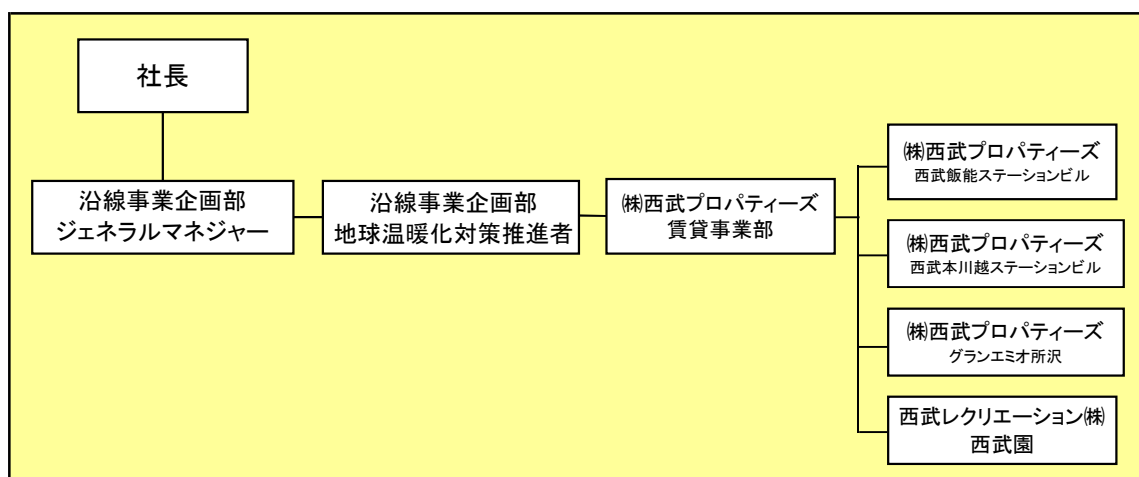 社長
沿線事業企画部
ジェネラルマネジャー
沿線事業企画部
地球温暖化対策推進者
㈱西武プロパティーズ
賃貸事業部
㈱西武プロパティーズ
西武飯能ステーションビル
㈱西武プロパティーズ
西武本川越ステーションビル
㈱西武プロパティーズ
グランエミオ所沢
西武レクリエーション㈱
西武園